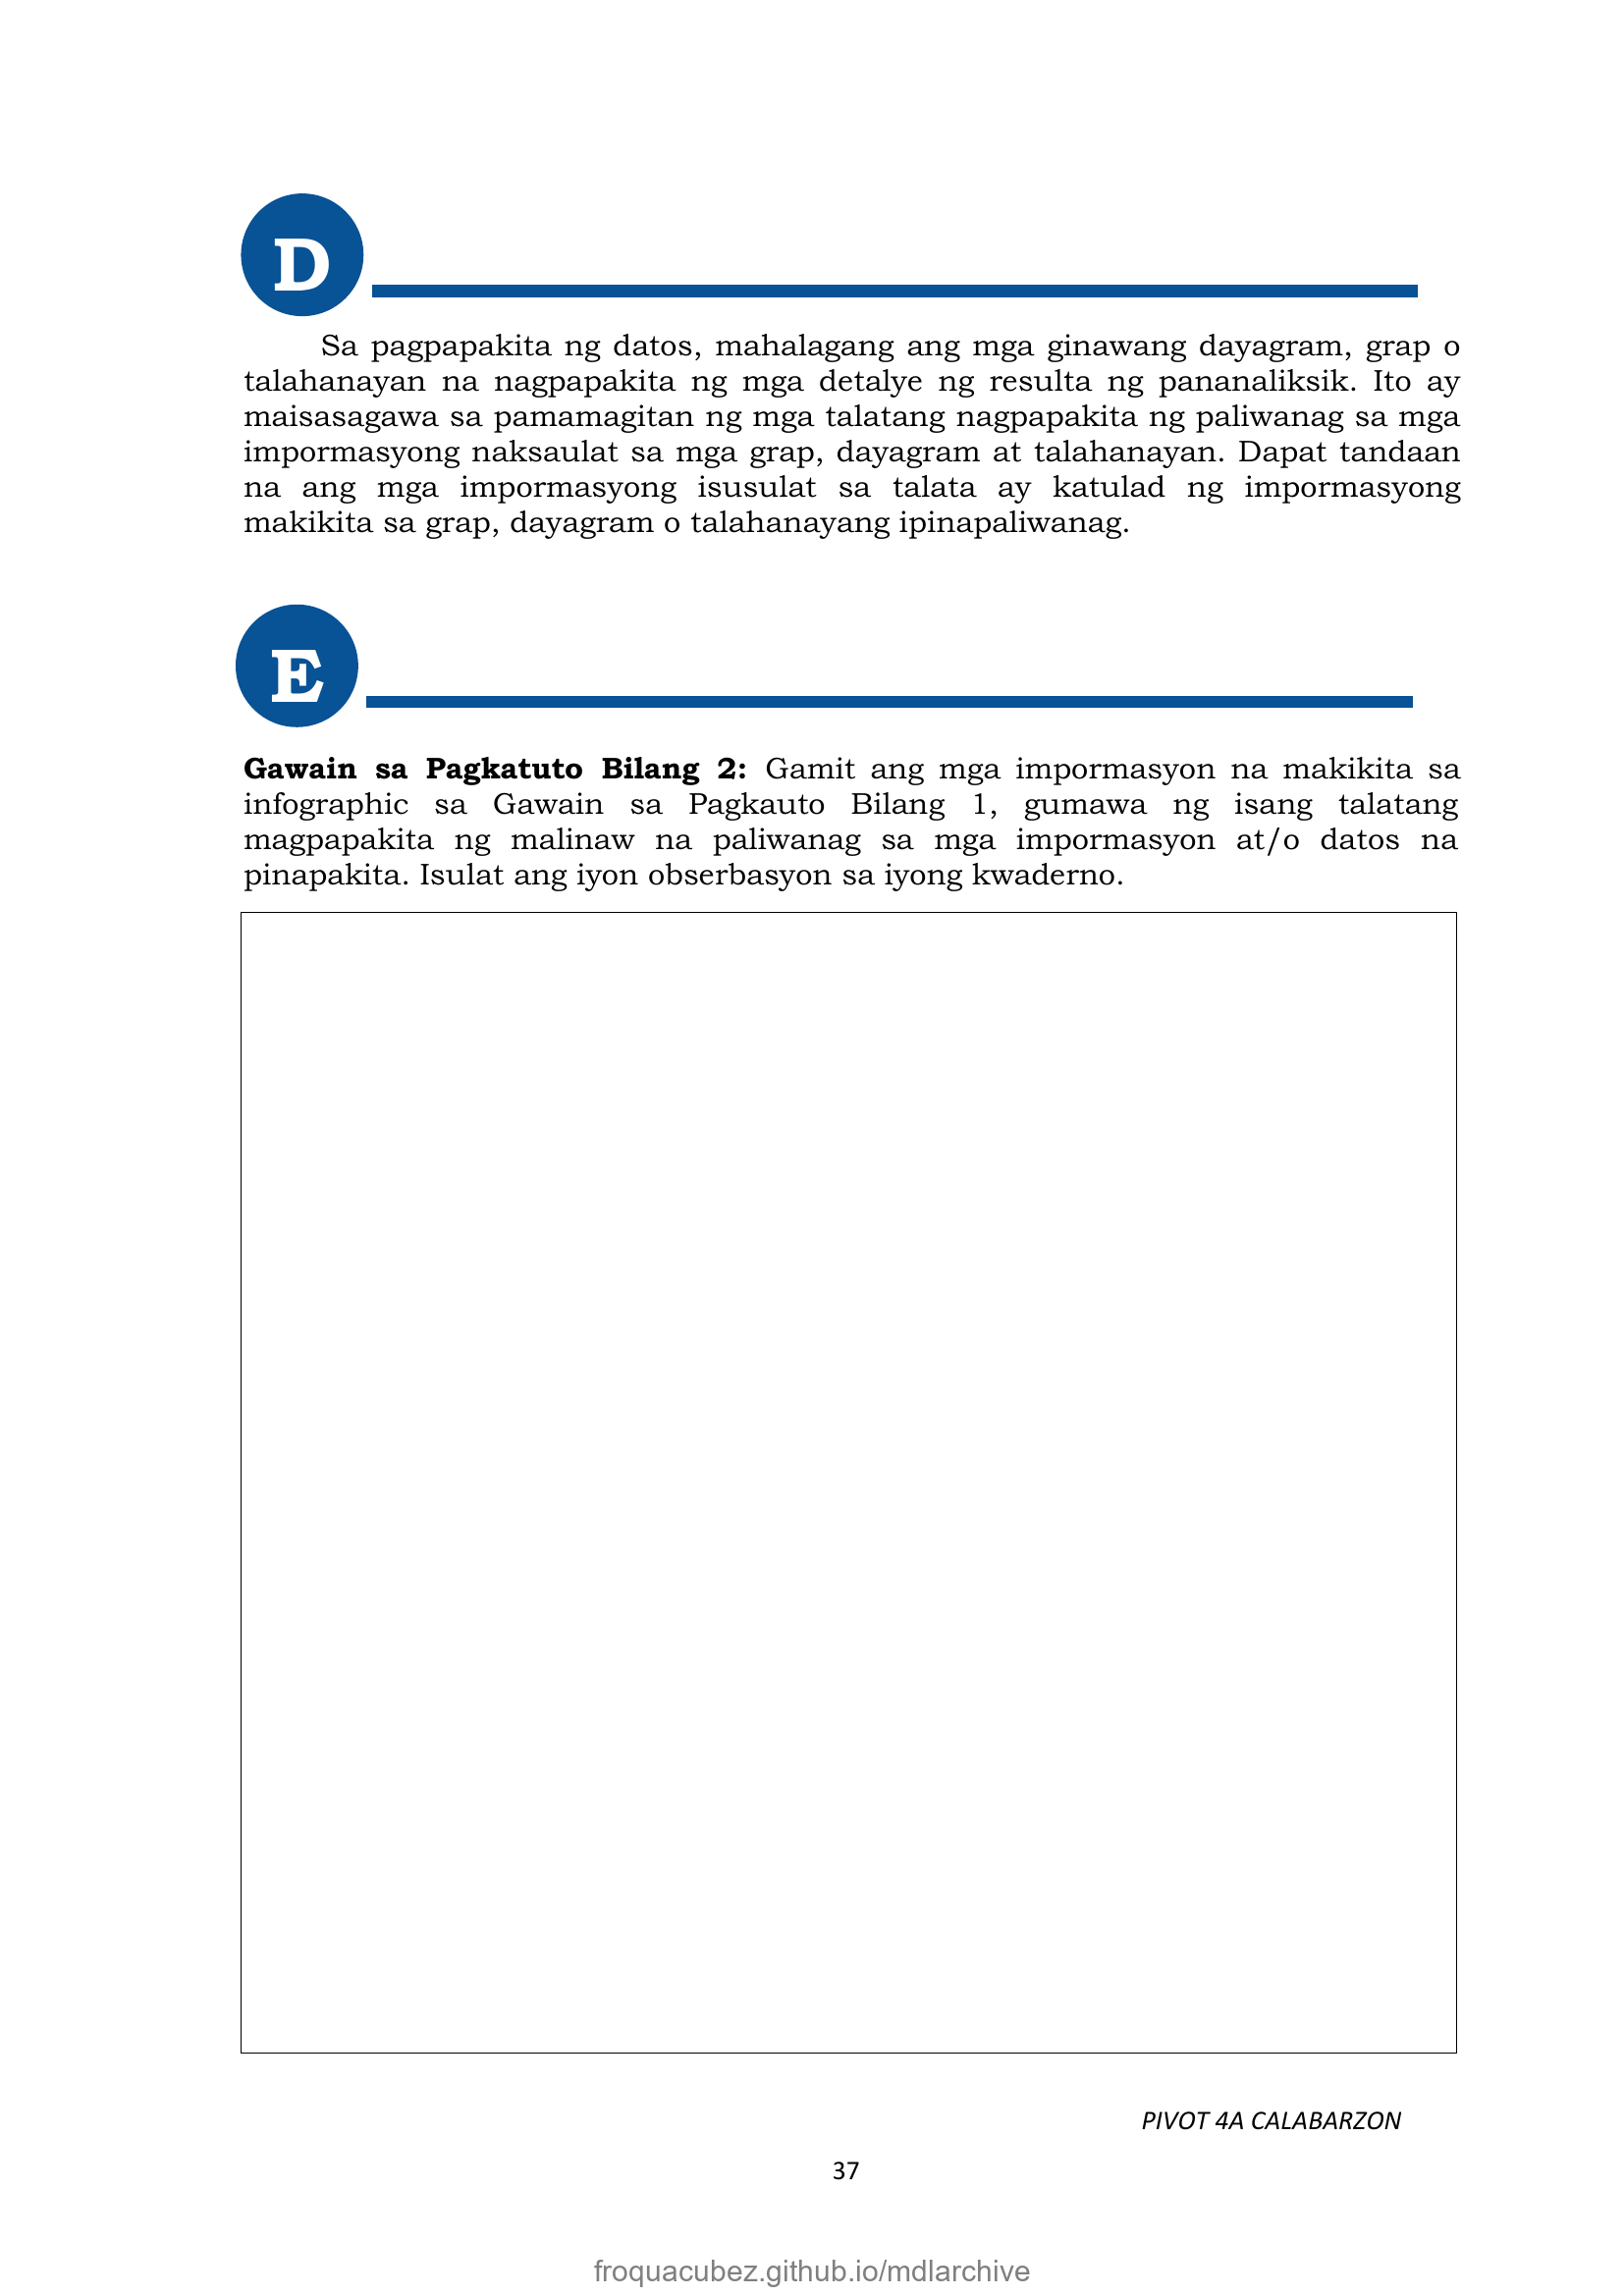 D
Sa pagpapakita ng datos, mahalagang ang mga ginawang dayagram, grap o
talahanayan na nagpapakita ng mga detalye ng resulta ng pananaliksik. Ito ay
maisasagawa sa pamamagitan ng mga talatang nagpapakita ng paliwanag sa mga
impormasyong naksaulat sa mga grap, dayagram at talahanayan. Dapat tandaan
na ang mga impormasyong isusulat sa talata ay katulad ng impormasyong
makikita sa grap, dayagram o talahanayang ipinapaliwanag.
E
Gawain sa Pagkatuto Bilang 2: Gamit ang mga impormasyon na makikita sa
infographic sa Gawain sa Pagkauto Bilang 1, gumawa ng isang talatang
magpapakita ng malinaw na paliwanag sa mga impormasyon at/o datos na
pinapakita. Isulat ang iyon obserbasyon sa iyong kwaderno.
PIVOT 4A CALABARZON
37
froquacubez.github.io/mdlarchive